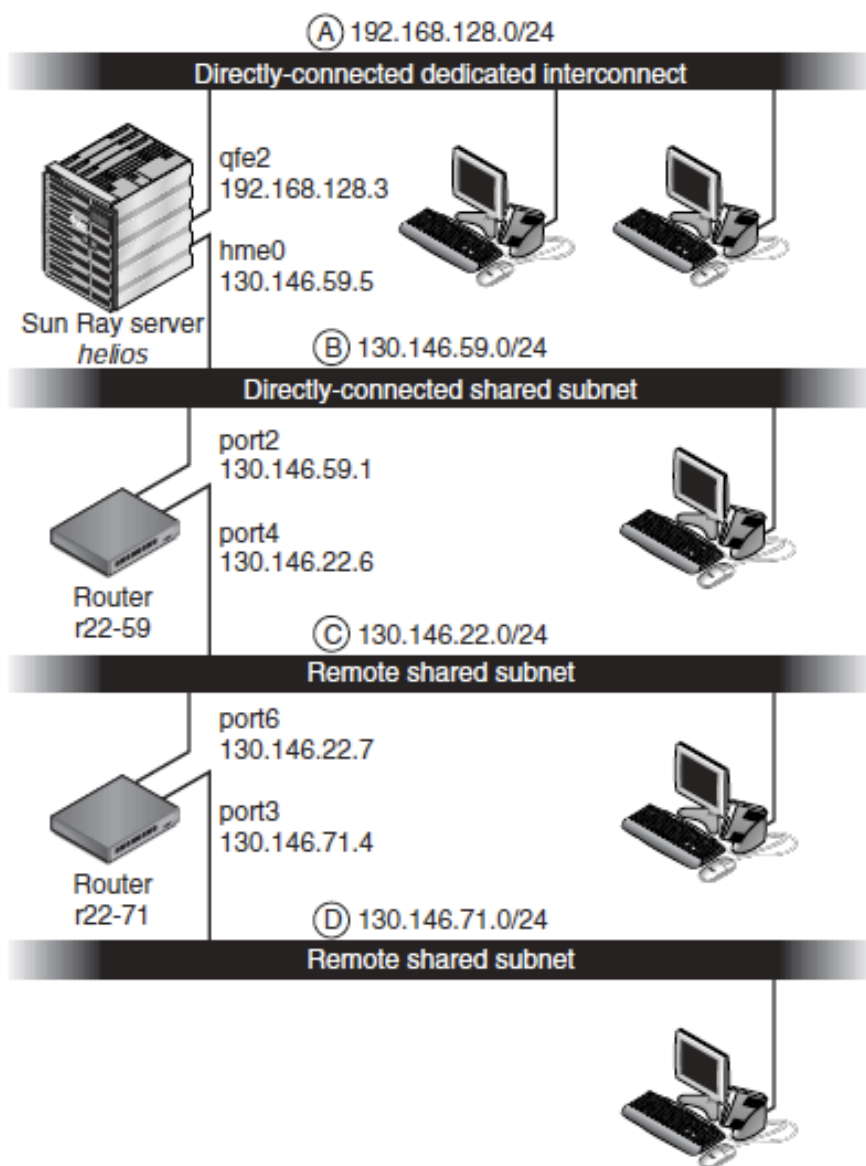 A 192.168.128.0/24
Directly-connected dedicated interconnect
qfe2
192.168.128.3
hme0
130.146.59.5
Sun Ray server
helios
B 130.146.59.0/24
Directly-connected shared subnet
port2
130.146.59.1
port4
130.146.22.6
Router
r22-59
C 130.146.22.0/24
Remote shared subnet
port6
130.146.22.7
port3
130.146.71.4
Router
r22-71
D 130.146.71.0/24
Remote shared subnet